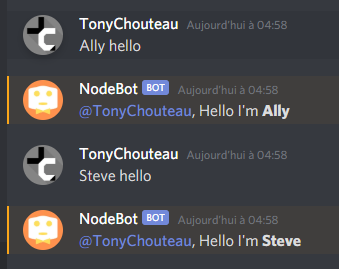 TonyChouteau Aujourd'hui à 04:58
Ally hello
NodeBot BOT Aujourd'hui à 04:58
@TonyChouteau, Hello I'm Ally
TonyChouteau Aujourd'hui à 04:58
Steve hello
NodeBot BOT Aujourd'hui à 04:58
@TonyChouteau, Hello I'm Steve